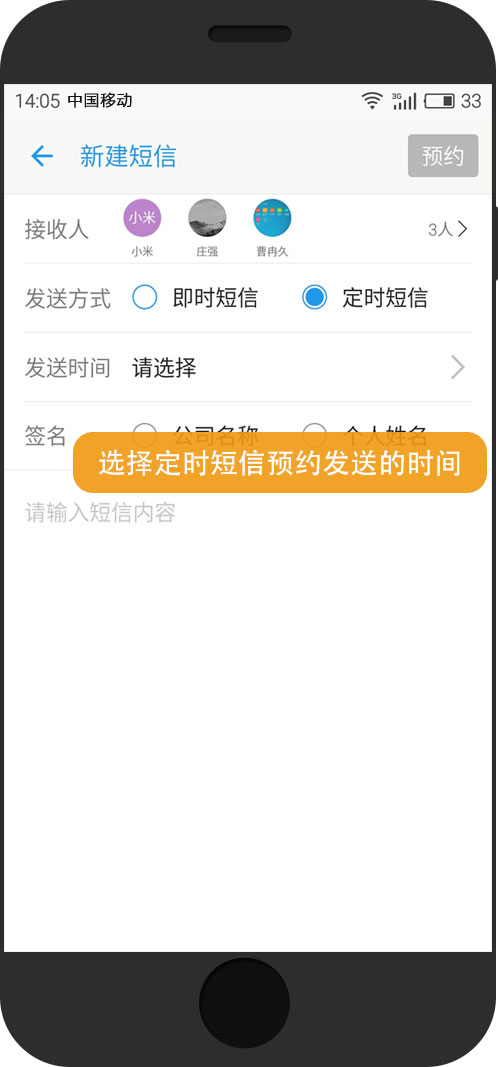 14:05 中国移动 3G 33
新建短信 预约
接收人 小米 3人
小米 庄强 曹冉久
发送方式 即时短信 定时短信
发送时间 请选择
签名 公司名称 个人姓名
选择定时短信预约发送的时间
请输入短信内容